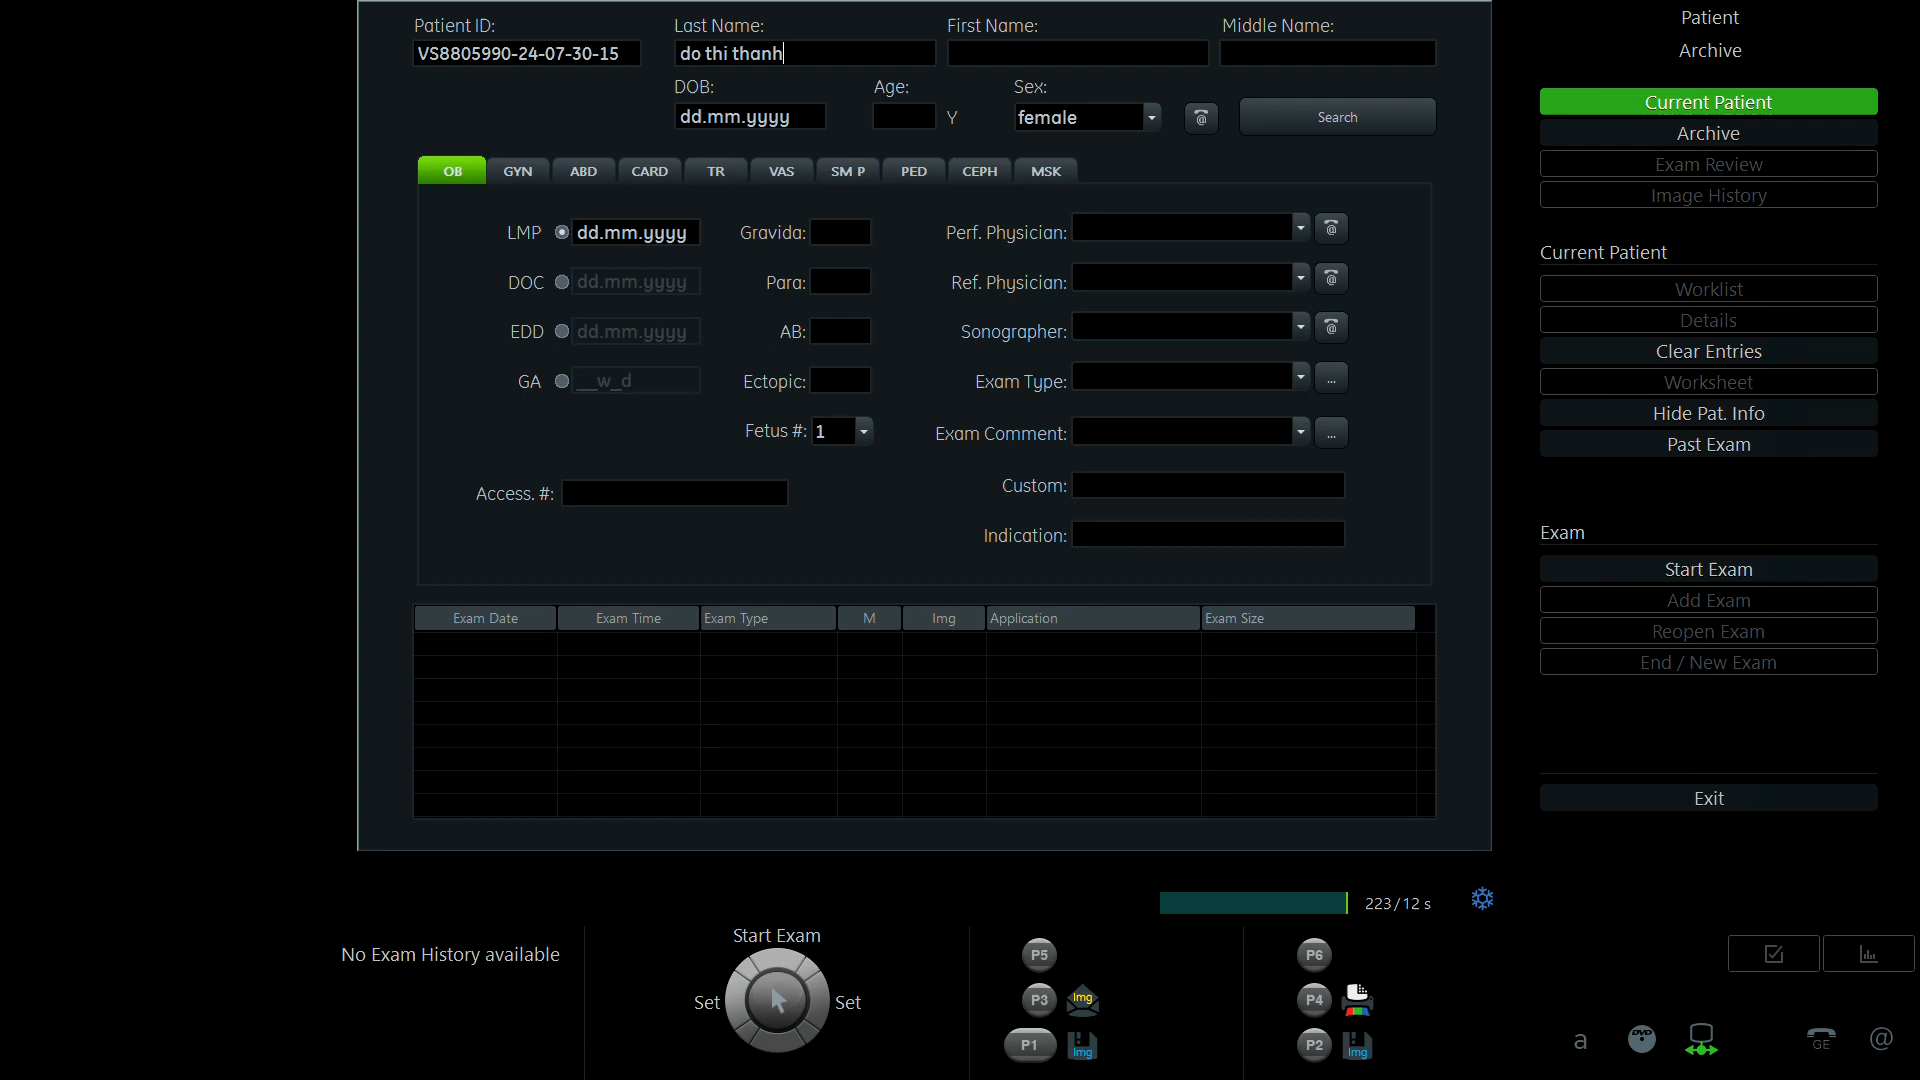 Patient ID:
Last Name:
First Name:
Middle Name:
VS8805990-24-07-30-15
do thi thanh
DOB:
Age:
Sex:
dd.mm.yyyy
Y
female
@
Search
OB
GYN
ABD
CARD
TR
VAS
SM P
PED
CEPH
MSK
LMP
dd.mm.yyyy
Gravida:
Perf. Physician:
@
DOC
dd.mm.yyyy
Para:
Ref. Physician:
@
EDD
dd.mm.yyyy
AB:
Sonographer:
@
GA
__w_d
Ectopic:
Exam Type:
...
Fetus #:
1
Exam Comment:
...
Access. #:
Custom:
Indication:
Exam Date
Exam Time
Exam Type
M
Img
Application
Exam Size
Patient
Archive
Current Patient
Archive
Exam Review
Image History
Current Patient
Worklist
Details
Clear Entries
Worksheet
Hide Pat. Info
Past Exam
Exam
Start Exam
Add Exam
Reopen Exam
End / New Exam
Exit
223/12 s
No Exam History available
Start Exam
Set
Set
P5
P3
Img
P1
Img
P6
P4
P2
Img
a
DVD
GE
@